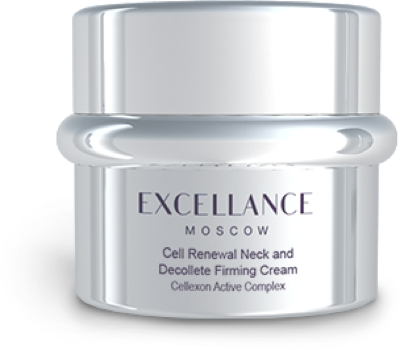 EXCELLANCE
MOSCOW
Cell Renewal Neck and
Decollete Firming Cream
Cellexon Active Complex